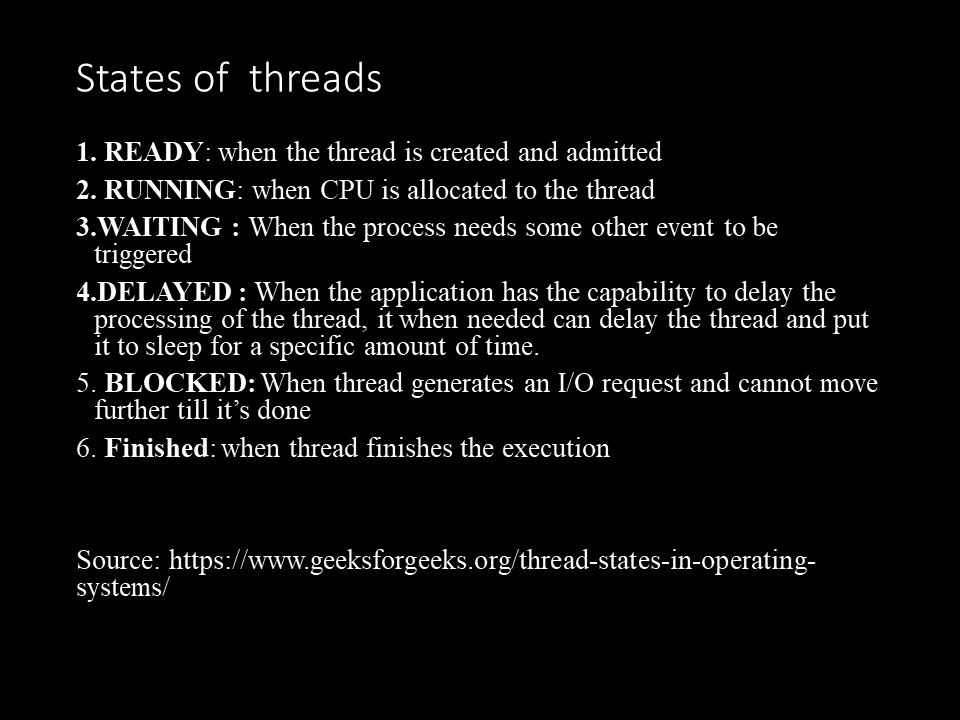 States of  threads
1. READY: when the thread is created and admitted
2. RUNNING: when CPU is allocated to the thread
3.WAITING : When the process needs some other event to be
triggered
4.DELAYED : When the application has the capability to delay the
processing of the thread, it when needed can delay the thread and put
it to sleep for a specific amount of time.
5. BLOCKED: When thread generates an I/O request and cannot move
further till it’s done
6. Finished: when thread finishes the execution
Source: https://www.geeksforgeeks.org/thread-states-in-operating-
systems/